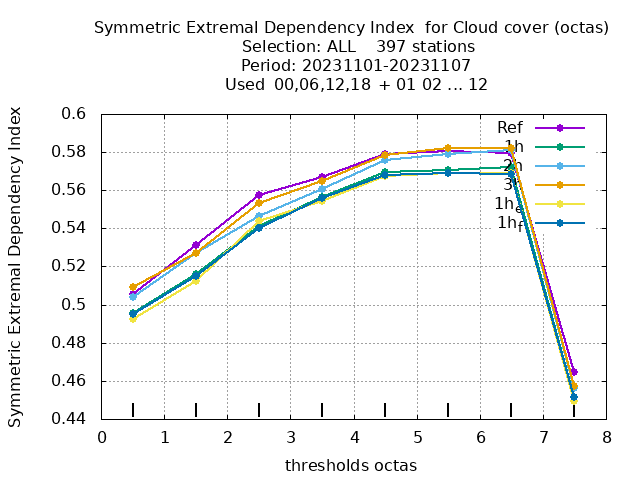 Symmetric Extremal Dependency Index  for Cloud cover (octas)
Selection: ALL    397 stations
Period: 20231101-20231107
Used  00,06,12,18  + 01 02 ... 12
Symmetric Extremal Dependency Index
0.6
0.58
0.56
0.54
0.52
0.5
0.48
0.46
0.44
Ref
1h
2h
3h
1h_e
1h_f
0 1 2 3 4 5 6 7 8
thresholds octas